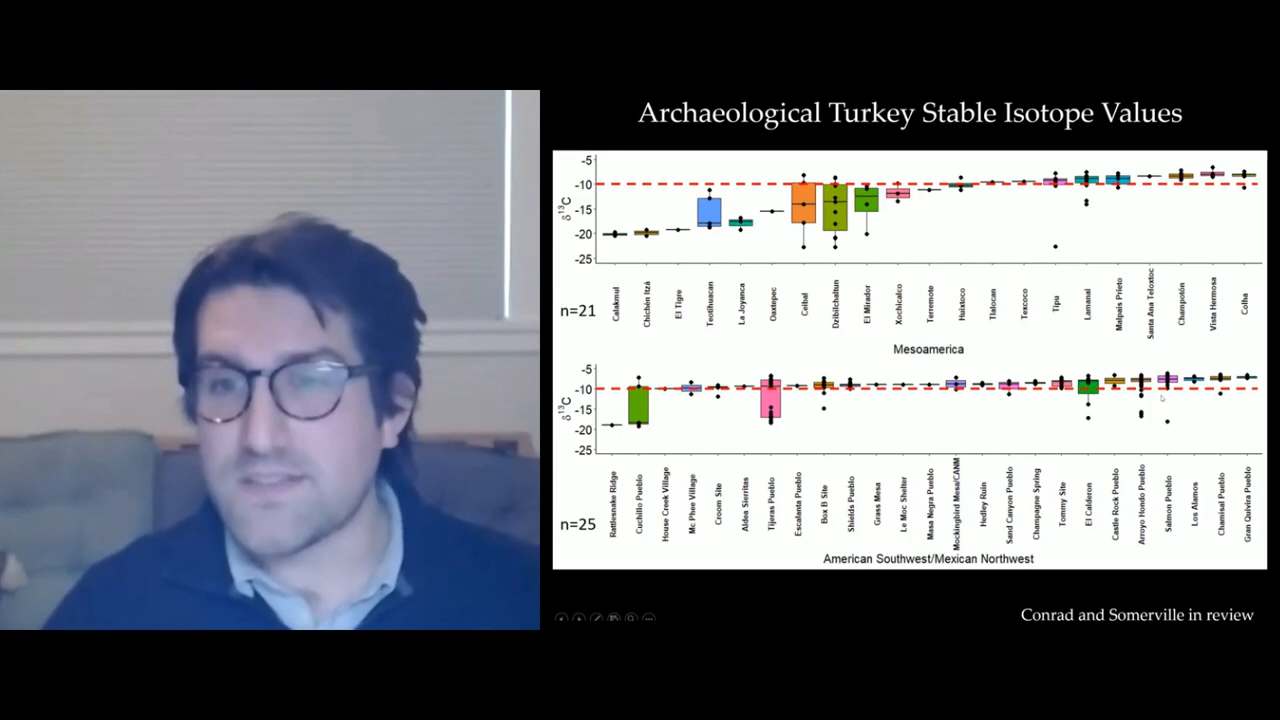 Archaeological Turkey Stable Isotope Values
-5
-10
-15
-20
-25
δ13C
n=21
Calakmul
Chichén Itzá
El Tigre
Teotihuacan
La Joyanca
Oaxtepec
Ceibal
Dzibilchaltun
El Mirador
Xochicalco
Terremote
Huixtoco
Tlalocan
Texcoco
Tipu
Lamanai
Malpais Prieto
Santa Ana Teloxtoc
Champotón
Vista Hermosa
Colha
Mesoamerica
-5
-10
-15
-20
-25
δ13C
n=25
Rattlesnake Ridge
Cuchillo Pueblo
House Creek Village
Mc Phee Village
Croom Site
Aldea Sierritas
Tijeras Pueblo
Escalanta Pueblo
Box B Site
Shields Pueblo
Grass Mesa
Le Moc Shelter
Masa Negra Pueblo
Mockingbird Mesa/CANM
Hedley Ruin
Sand Canyon Pueblo
Champagne Spring
Tommy Site
El Calderon
Castle Rock Pueblo
Arroyo Hondo Pueblo
Salmon Pueblo
Los Alamos
Chamisal Pueblo
Gran Quivira Pueblo
American Southwest/Mexican Northwest
Conrad and Somerville in review